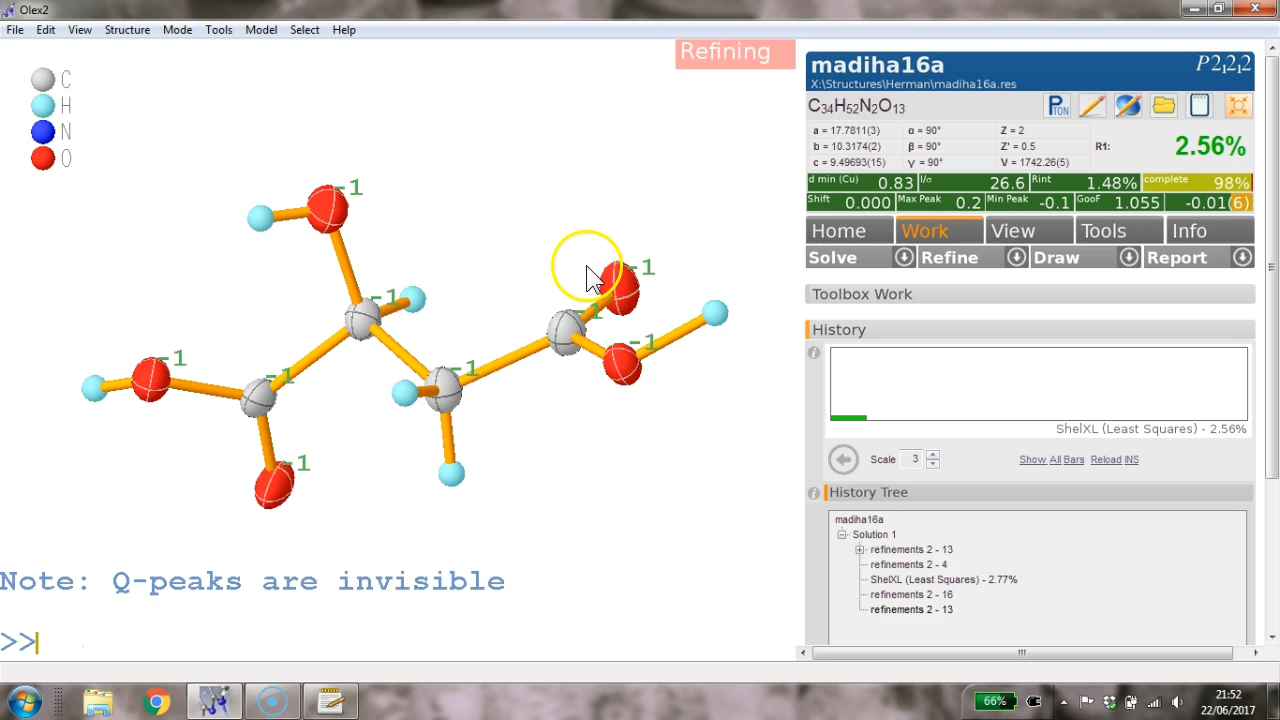 Olex2
File Edit View Structure Mode Tools Model Select Help
Refining
C
H
N
O
-1
-1
-1
-1
-1
-1
-1
-1
-1
Note: Q-peaks are invisible
>>
madiha16a P2₁2₁2
X:\Structures\Herman\madiha16a.res
C34H52N2O13
PTON
a = 17.7811(3) α = 90° Z = 2
b = 10.3174(2) β = 90° Z' = 0.5 R1: 2.56%
c = 9.49693(15) γ = 90° V = 1742.26(5)
d min (Cu) 0.83 I/σ 26.6 Rint 1.48% complete 98%
Shift 0.000 Max Peak 0.2 Min Peak -0.1 GooF 1.055 -0.01(6)
Home Work View Tools Info
Solve Refine Draw Report
Toolbox Work
History
ShelXL (Least Squares) - 2.56%
Scale 3 Show All Bars Reload INS
History Tree
madiha16a
Solution 1
refinements 2 - 13
refinements 2 - 4
ShelXL (Least Squares) - 2.77%
refinements 2 - 16
refinements 2 - 13
66%
21:52
22/06/2017